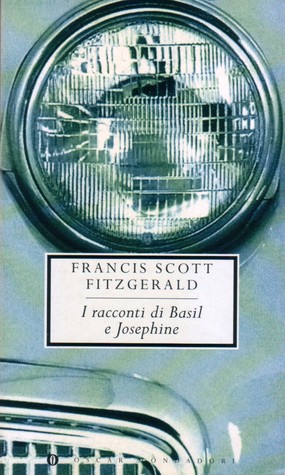 FRANCIS SCOTT
FITZGERALD
I racconti di Basil
e Josephine
OSCAR MONDADORI